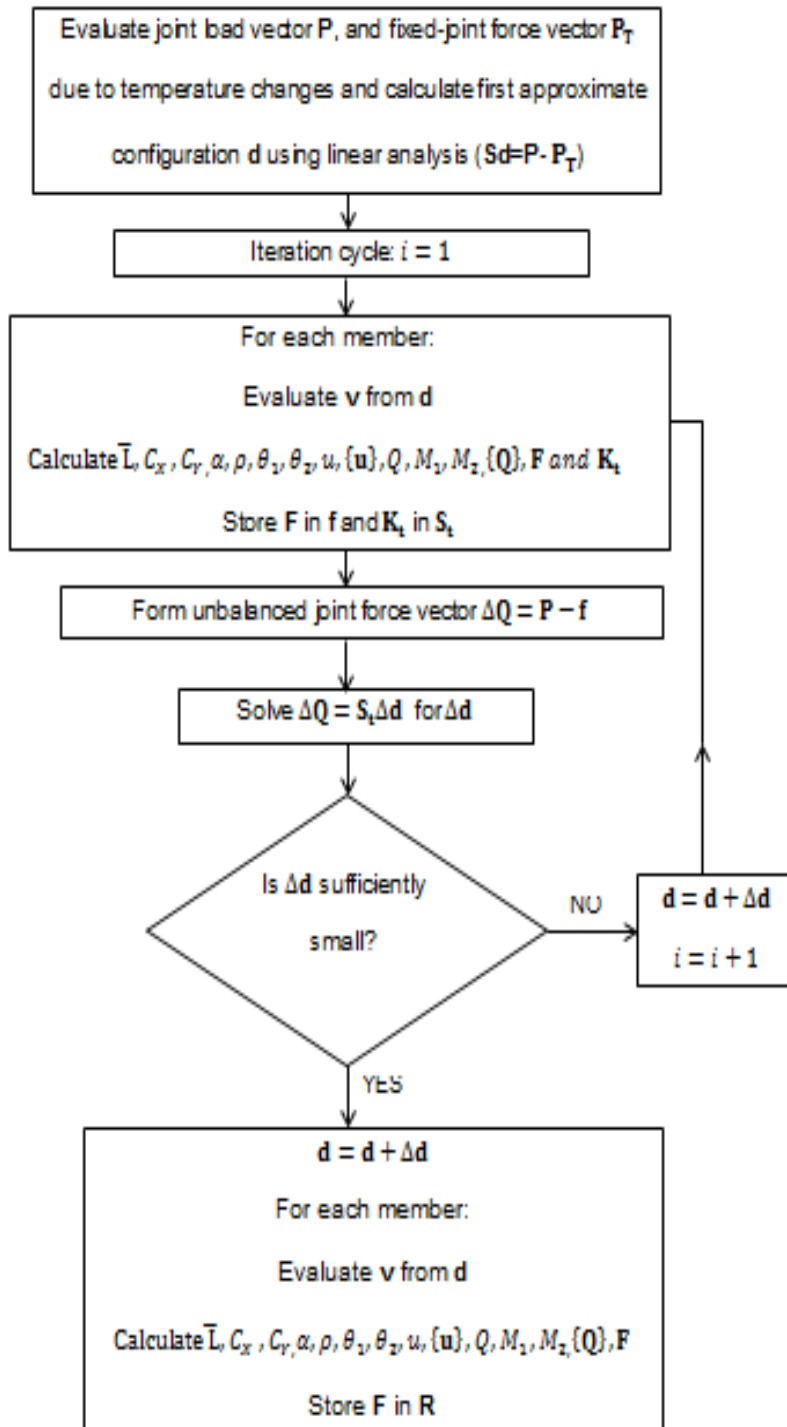 Evaluate joint load vector P, and fixed-joint force vector P_T
due to temperature changes and calculate first approximate
configuration d using linear analysis (Sd=P- P_T)
Iteration cycle: i = 1
For each member:
Evaluate v from d
Calculate L̅, C_X , C_Y, α, ρ, θ_1, θ_2, u, {u}, Q, M_1, M_2, {Q}, F and K_t
Store F in f and K_t in S_t
Form unbalanced joint force vector ΔQ = P − f
Solve ΔQ = S_t Δd for Δd
Is Δd sufficiently
small?
NO
d = d + Δd
i = i + 1
YES
d = d + Δd
For each member:
Evaluate v from d
Calculate L̅, C_X , C_Y, α, ρ, θ_1, θ_2, u, {u}, Q, M_1, M_2, {Q}, F
Store F in R